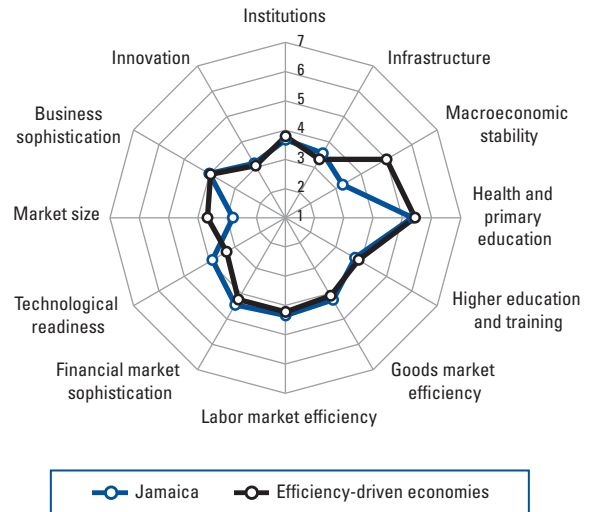 Institutions
7
6
5
4
3
2
1
Infrastructure
Macroeconomic
stability
Health and
primary
education
Higher education
and training
Goods market
efficiency
Labor market efficiency
Financial market
sophistication
Technological
readiness
Market size
Business
sophistication
Innovation
Jamaica
Efficiency-driven economies